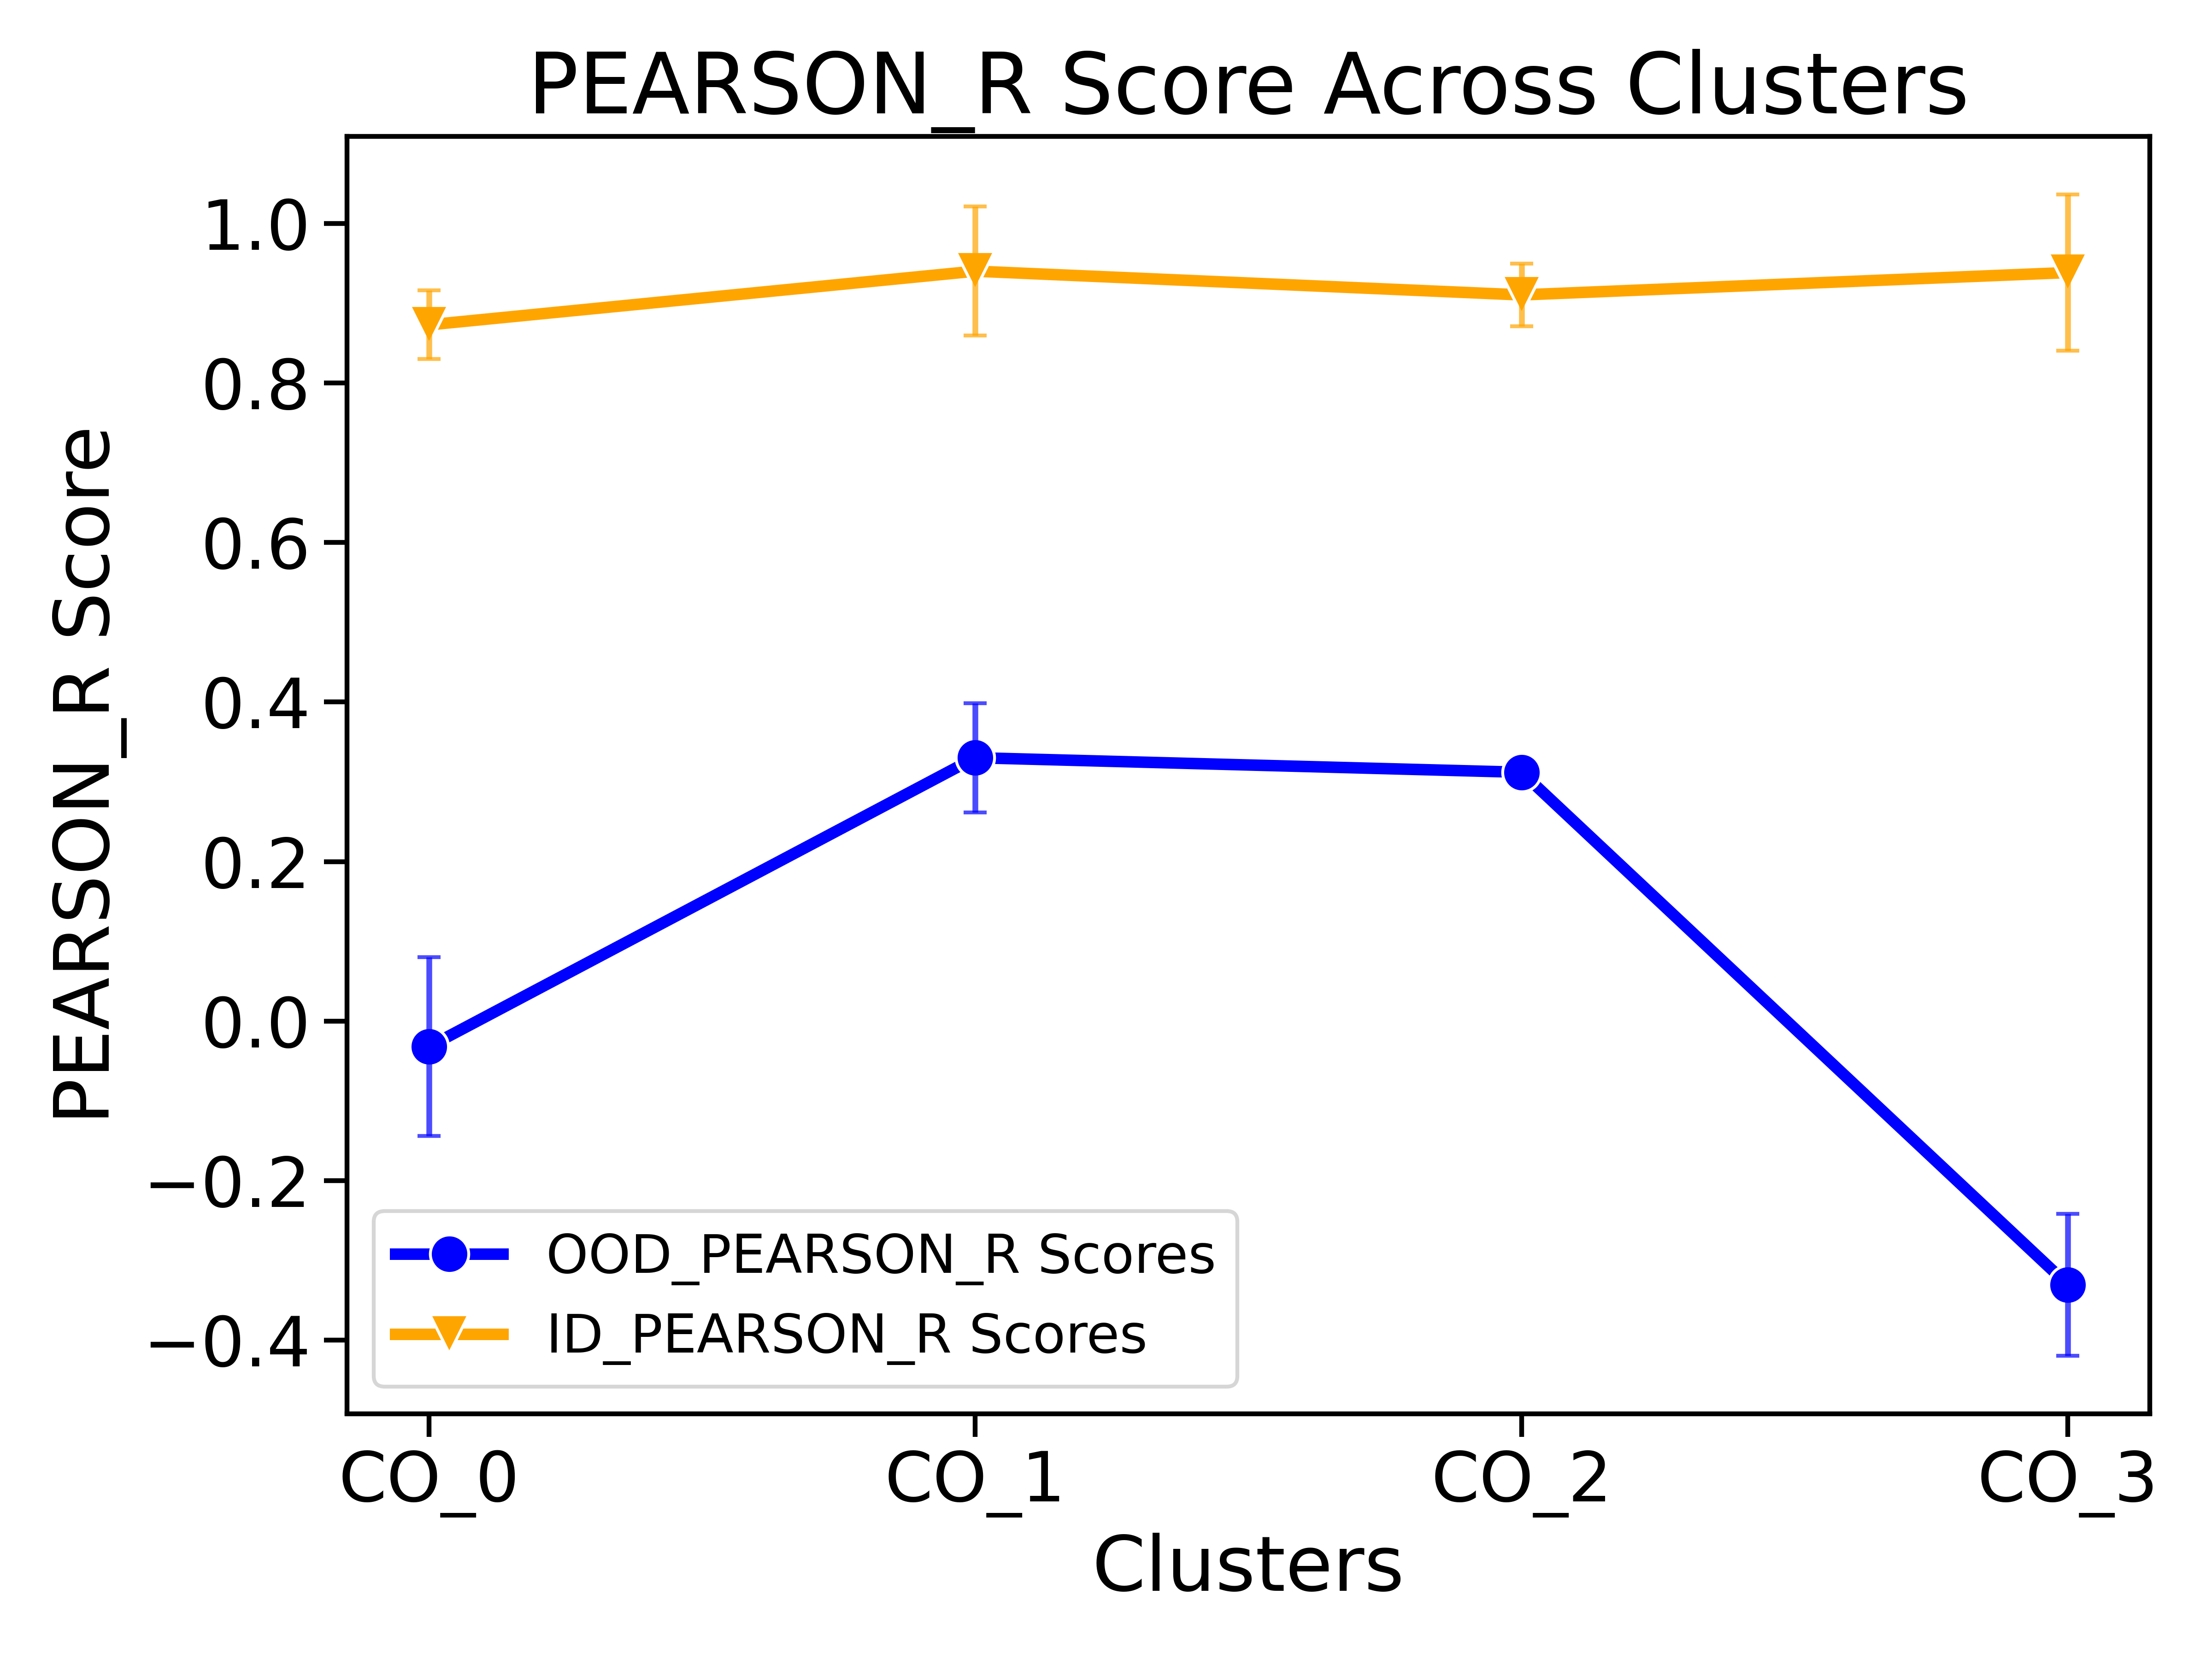 PEARSON_R Score Across Clusters
PEARSON_R Score
1.0
0.8
0.6
0.4
0.2
0.0
−0.2
−0.4
OOD_PEARSON_R Scores
ID_PEARSON_R Scores
CO_0 CO_1 CO_2 CO_3
Clusters